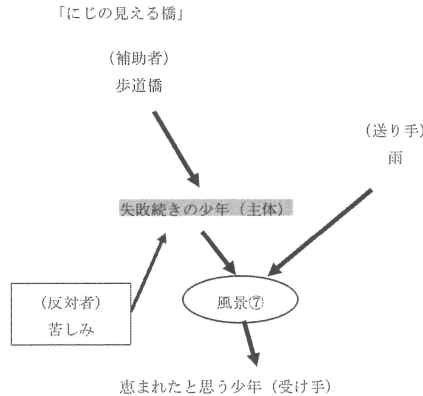 「にじの見える橋」
（補助者）
歩道橋
（送り手）
雨
失敗続きの少年（主体）
（反対者）
苦しみ
風景⑦
恵まれたと思う少年（受け手）